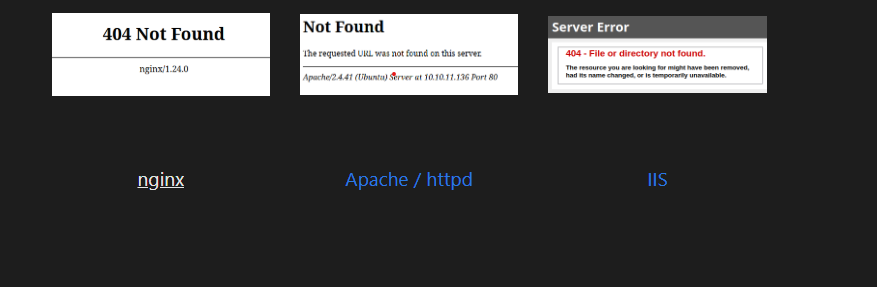 404 Not Found
nginx/1.24.0
Not Found
The requested URL was not found on this server.
Apache/2.4.41 (Ubuntu) Server at 10.10.11.136 Port 80
Server Error
404 - File or directory not found.
The resource you are looking for might have been removed,
had its name changed, or is temporarily unavailable.
nginx
Apache / httpd
IIS